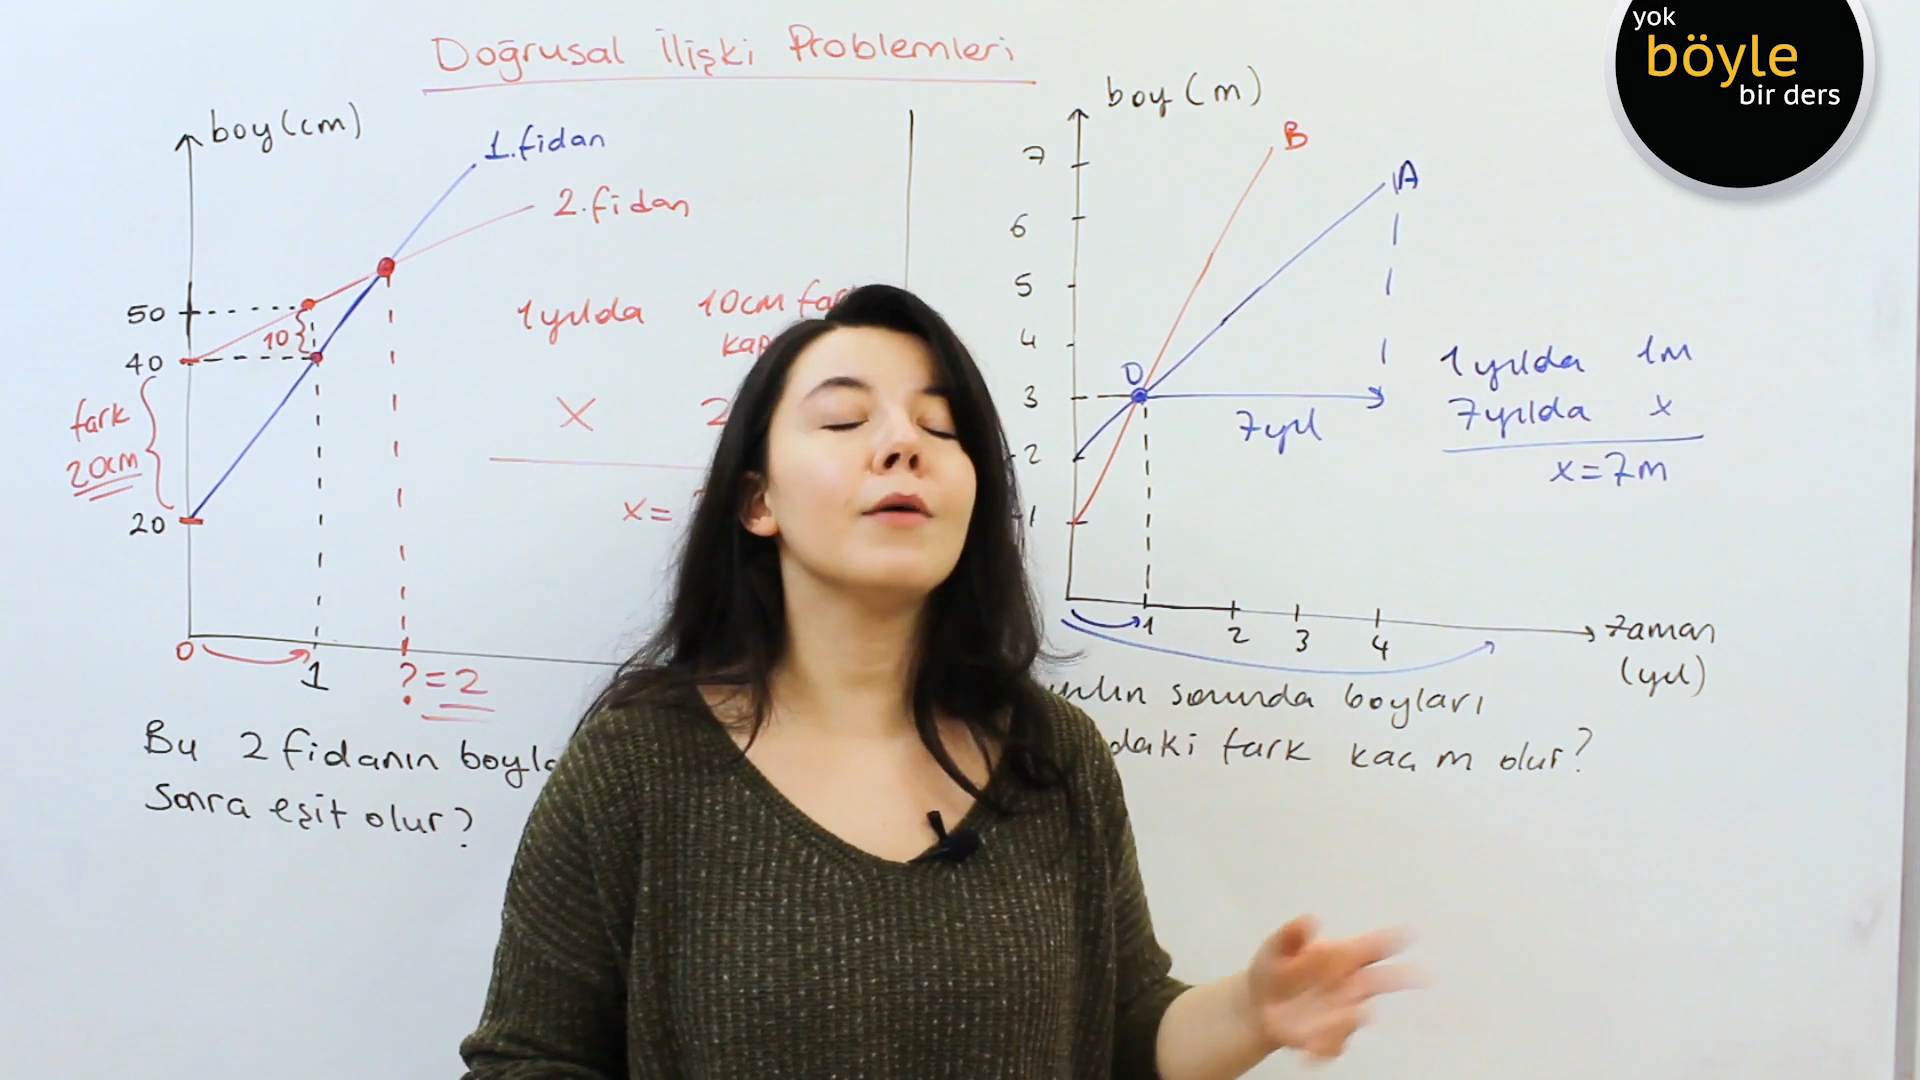 yok
böyle
bir ders
Doğrusal İlişki Problemleri
boy (cm)
1.fidan
2.fidan
50
40
20
10
fark
20cm
0
1
? = 2
1 yılda 10cm
x
x=
Bu 2 fidanın
sonra eşit olur?
boy (m)
7
6
5
4
3
2
1
B
A
D
7 yıl
1 yılda 1m
7 yılda x
x=7m
1
2
3
4
zaman
(yıl)
sonunda boyları
fark kaç m olur?